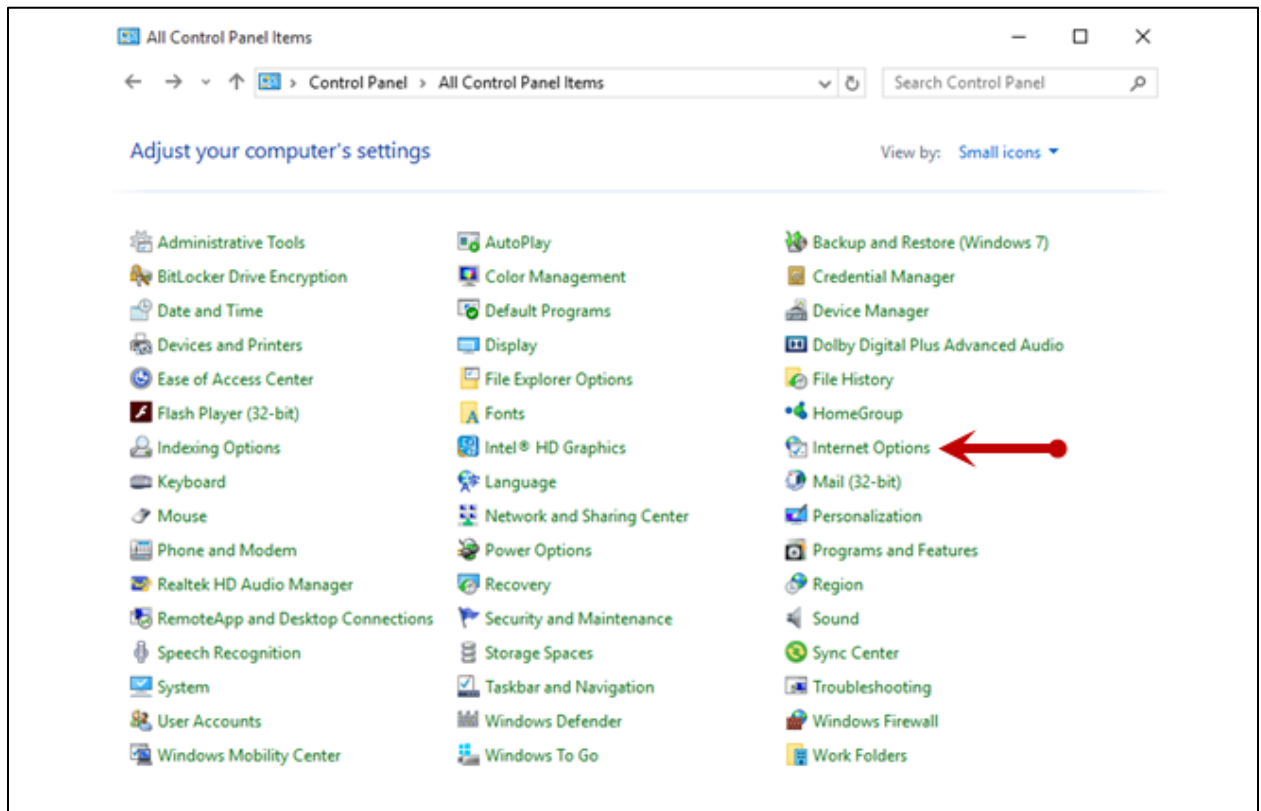 All Control Panel Items
Control Panel > All Control Panel Items
Search Control Panel
Adjust your computer's settings
View by: Small icons
Administrative Tools
AutoPlay
Backup and Restore (Windows 7)
BitLocker Drive Encryption
Color Management
Credential Manager
Date and Time
Default Programs
Device Manager
Devices and Printers
Display
Dolby Digital Plus Advanced Audio
Ease of Access Center
File Explorer Options
File History
Flash Player (32-bit)
Fonts
HomeGroup
Indexing Options
Intel® HD Graphics
Internet Options
Keyboard
Language
Mail (32-bit)
Mouse
Network and Sharing Center
Personalization
Phone and Modem
Power Options
Programs and Features
Realtek HD Audio Manager
Recovery
Region
RemoteApp and Desktop Connections
Security and Maintenance
Sound
Speech Recognition
Storage Spaces
Sync Center
System
Taskbar and Navigation
Troubleshooting
User Accounts
Windows Defender
Windows Firewall
Windows Mobility Center
Windows To Go
Work Folders